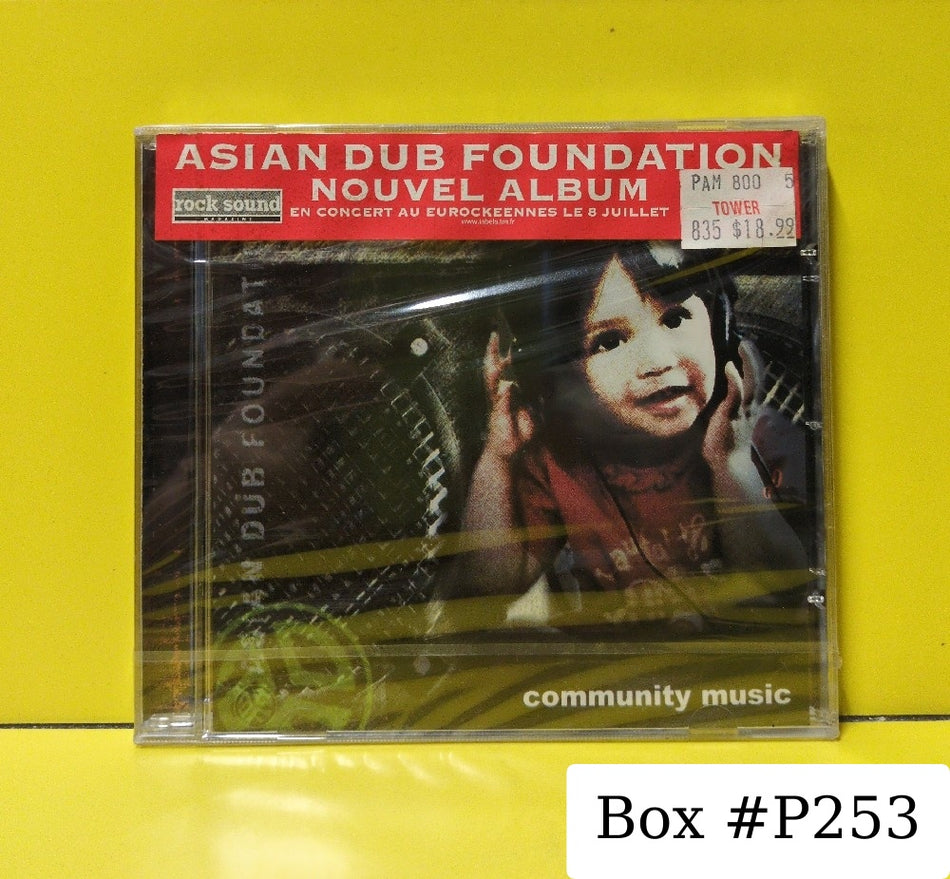 ASIAN DUB FOUNDATION
NOUVEL ALBUM
rock sound
MAGAZINE
EN CONCERT AU EUROCKEENNES LE 8 JUILLET
PAM 800 5
TOWER
835 $18.99
ASIAN DUB FOUNDAT
community music
Box #P253